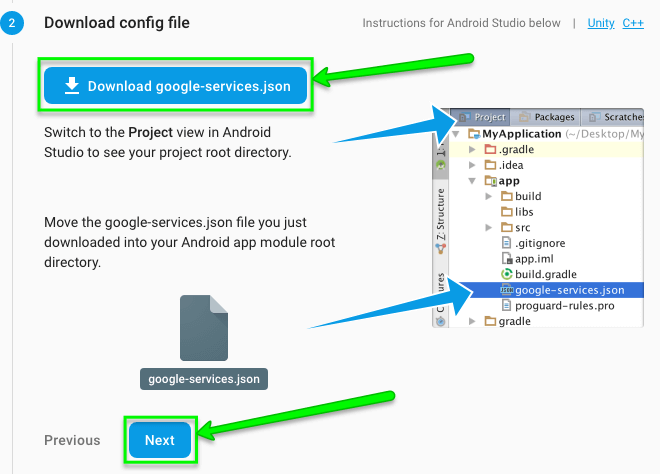 2 Download config file Instructions for Android Studio below | Unity C++
Download google-services.json
Switch to the Project view in Android
Studio to see your project root directory.
Move the google-services.json file you just
downloaded into your Android app module root
directory.
google-services.json
Previous Next
Project Packages Scratches
MyApplication (~/Desktop/My
.gradle
.idea
app
build
libs
src
.gitignore
app.iml
build.gradle
google-services.json
proguard-rules.pro
gradle
Z: Structure